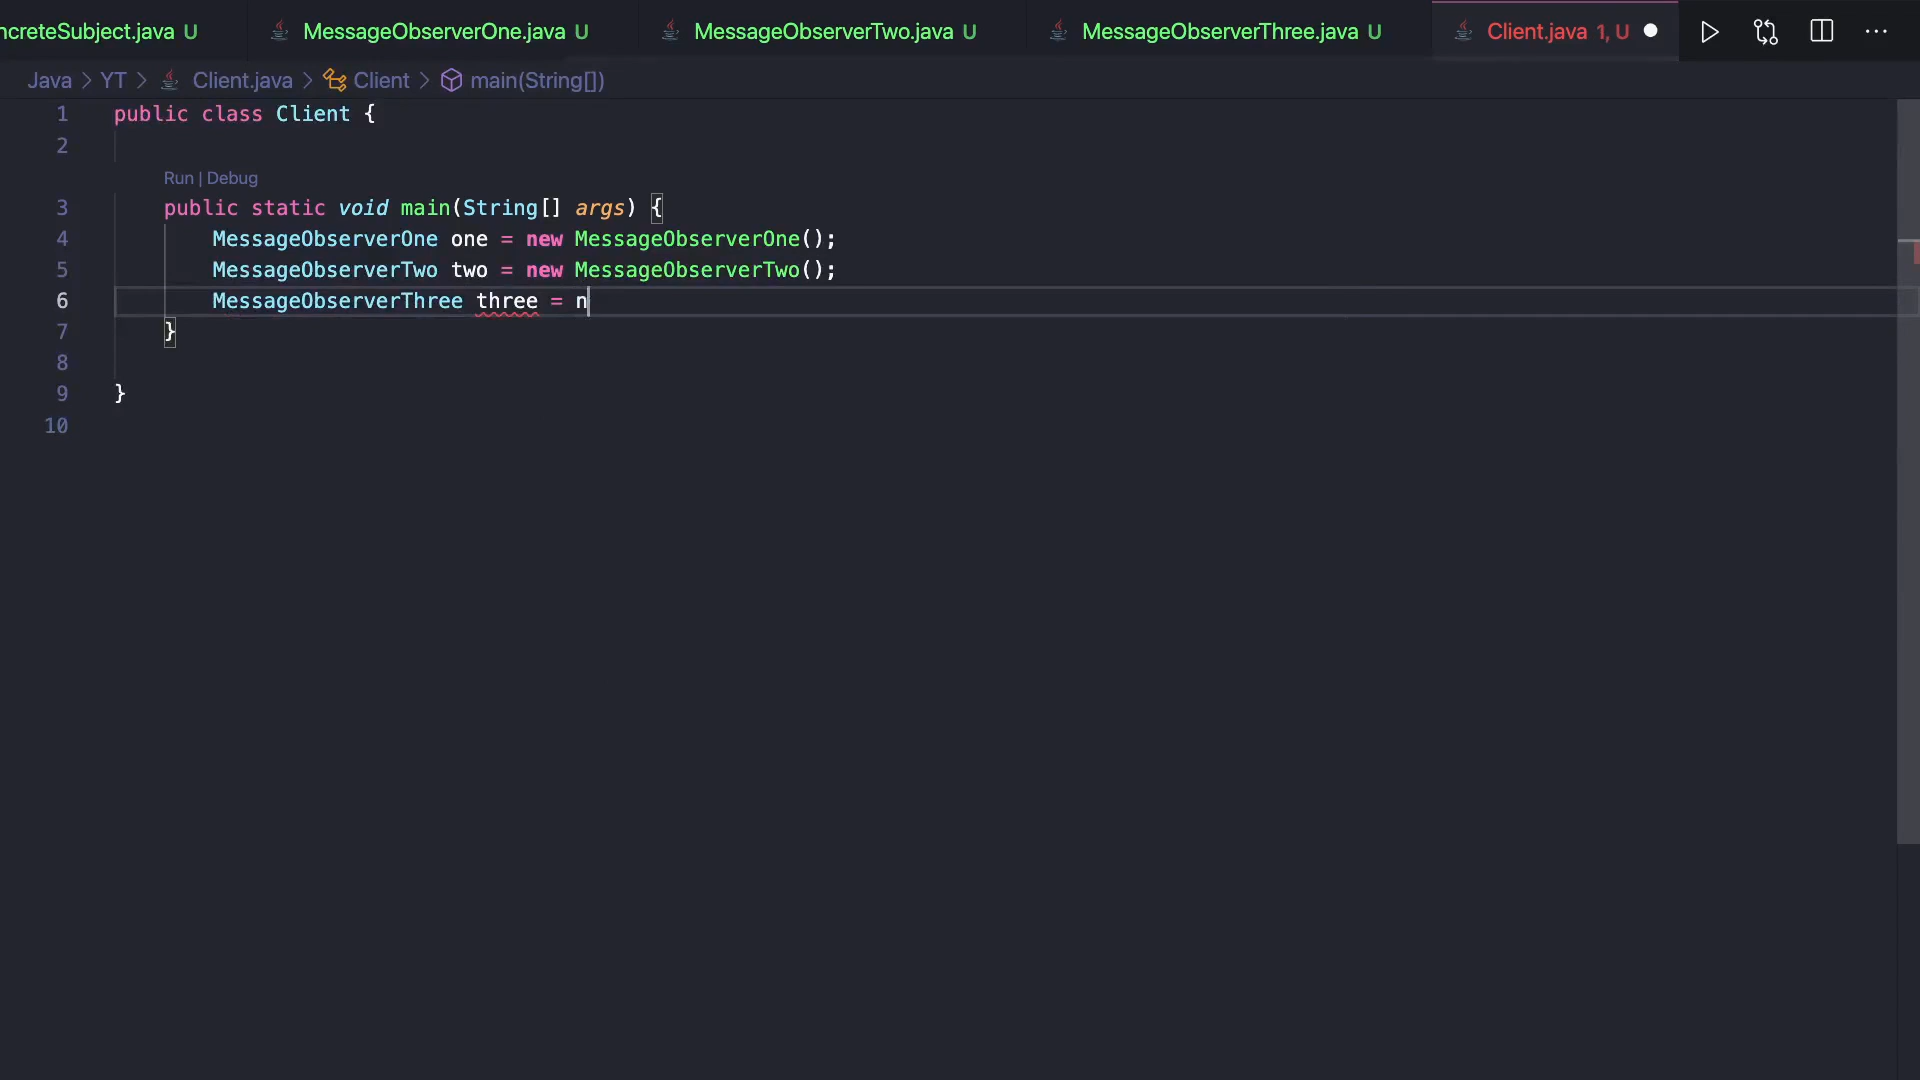 ncreteSubject.java U MessageObserverOne.java U MessageObserverTwo.java U MessageObserverThree.java U Client.java 1, U
Java > YT > Client.java > Client > main(String[])
1 public class Client {
2
Run | Debug
3 public static void main(String[] args) {
4 MessageObserverOne one = new MessageObserverOne();
5 MessageObserverTwo two = new MessageObserverTwo();
6 MessageObserverThree three = n
7 }
8
9 }
10